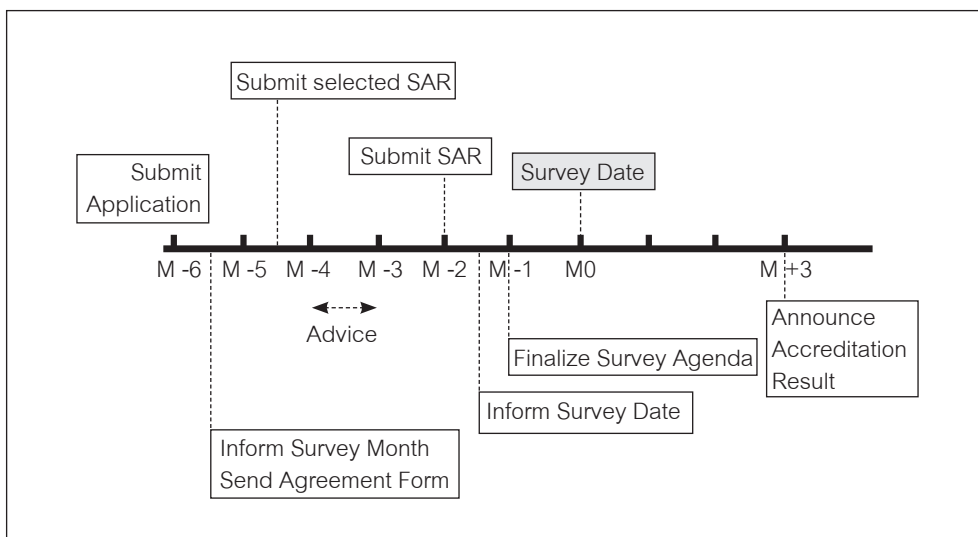 Submit selected SAR
Submit SAR
Submit
Application
Survey Date
M -6
M -5
M -4
M -3
M -2
M -1
M0
M +3
Advice
Announce
Accreditation
Result
Finalize Survey Agenda
Inform Survey Date
Inform Survey Month
Send Agreement Form